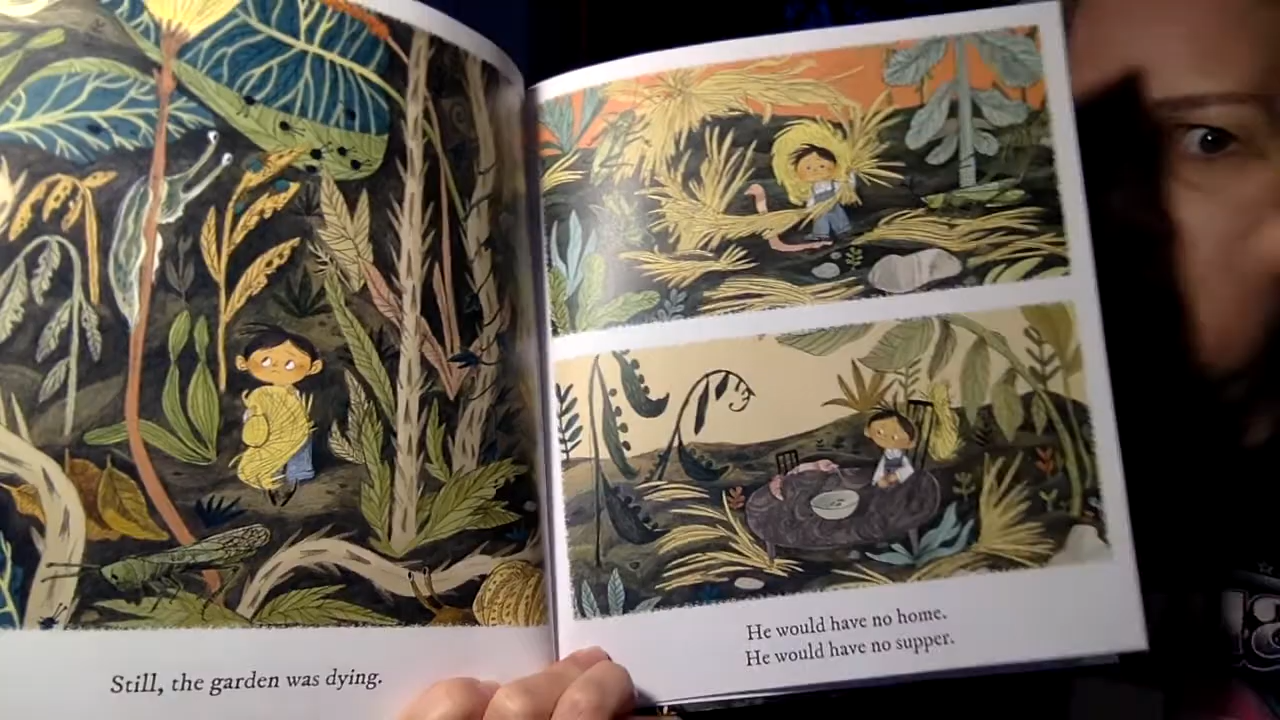 Still, the garden was dying.
He would have no home.
He would have no supper.